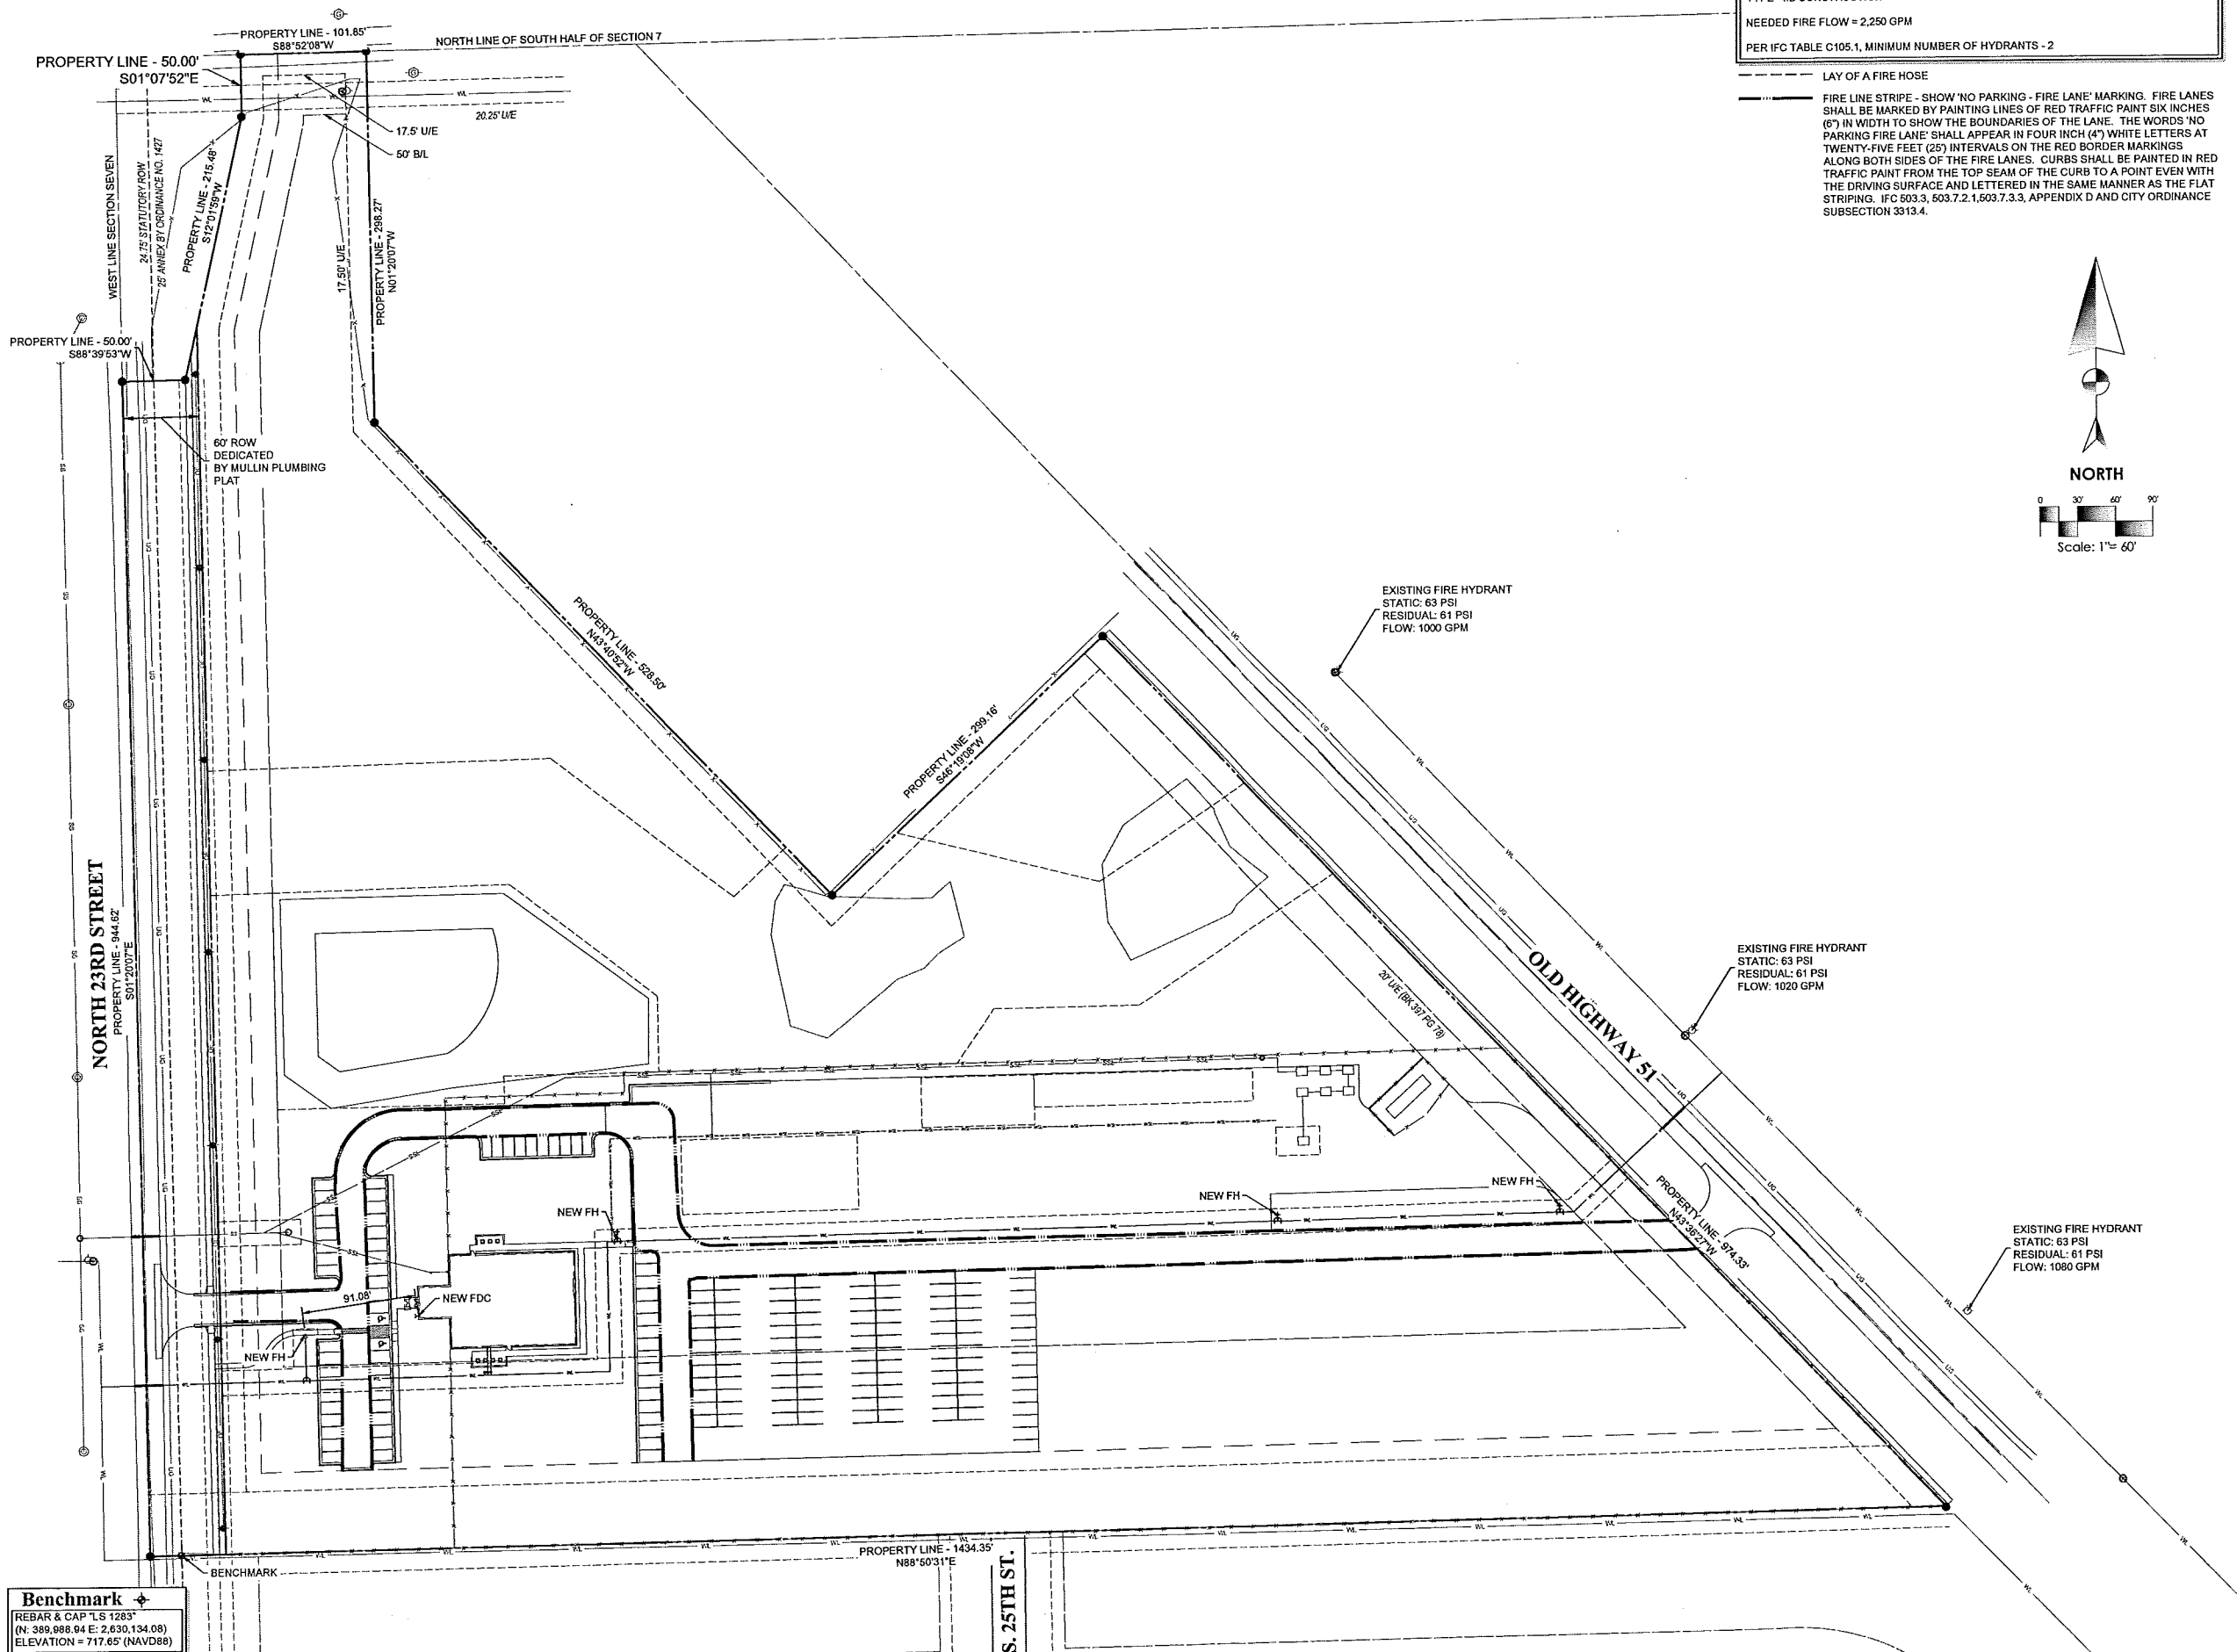 NEEDED FIRE FLOW = 2,250 GPM
PER IFC TABLE C105.1, MINIMUM NUMBER OF HYDRANTS - 2
LAY OF A FIRE HOSE
FIRE LINE STRIPE - SHOW 'NO PARKING - FIRE LANE' MARKING. FIRE LANES
SHALL BE MARKED BY PAINTING LINES OF RED TRAFFIC PAINT SIX INCHES
(6") IN WIDTH TO SHOW THE BOUNDARIES OF THE LANE. THE WORDS 'NO
PARKING FIRE LANE' SHALL APPEAR IN FOUR INCH (4") WHITE LETTERS AT
TWENTY-FIVE FEET (25') INTERVALS ON THE RED BORDER MARKINGS
ALONG BOTH SIDES OF THE FIRE LANES. CURBS SHALL BE PAINTED IN RED
TRAFFIC PAINT FROM THE TOP SEAM OF THE CURB TO A POINT EVEN WITH
THE DRIVING SURFACE AND LETTERED IN THE SAME MANNER AS THE FLAT
STRIPING. IFC 503.3, 503.7.2.1,503.7.3.3, APPENDIX D AND CITY ORDINANCE
SUBSECTION 3313.4.
PROPERTY LINE - 101.85'
S88°52'08"W
NORTH LINE OF SOUTH HALF OF SECTION 7
PROPERTY LINE - 50.00'
S01°07'52"E
20.25' U/E
17.5' U/E
50' B/L
WEST LINE SECTION SEVEN
24.75' STATUTORY ROW
25' ANNEX BY ORDINANCE NO. 1427
PROPERTY LINE - 215.48'
S12°01'59"W
17.50' U/E
PROPERTY LINE - 298.27'
N01°20'07"W
PROPERTY LINE - 50.00'
S88°39'53"W
60' ROW
DEDICATED
BY MULLIN PLUMBING
PLAT
NORTH
0 30' 60' 90'
Scale: 1"= 60'
PROPERTY LINE - 528.50'
N43°40'52"W
PROPERTY LINE - 299.16'
S46°19'08"W
EXISTING FIRE HYDRANT
STATIC: 63 PSI
RESIDUAL: 61 PSI
FLOW: 1000 GPM
EXISTING FIRE HYDRANT
STATIC: 63 PSI
RESIDUAL: 61 PSI
FLOW: 1020 GPM
EXISTING FIRE HYDRANT
STATIC: 63 PSI
RESIDUAL: 61 PSI
FLOW: 1080 GPM
NORTH 23RD STREET
PROPERTY LINE - 944.62'
S01°20'07"E
OLD HIGHWAY 51
20' U/E (BK 397 PG 78)
PROPERTY LINE - 974.33'
N43°36'27"W
NEW FH
NEW FH
NEW FH
91.08'
NEW FDC
NEW FH
PROPERTY LINE - 1434.35'
N88°50'31"E
S. 25TH ST.
BENCHMARK
Benchmark
REBAR & CAP "LS 1283"
(N: 389,988.94 E: 2,630,134.08)
ELEVATION = 717.65' (NAVD88)